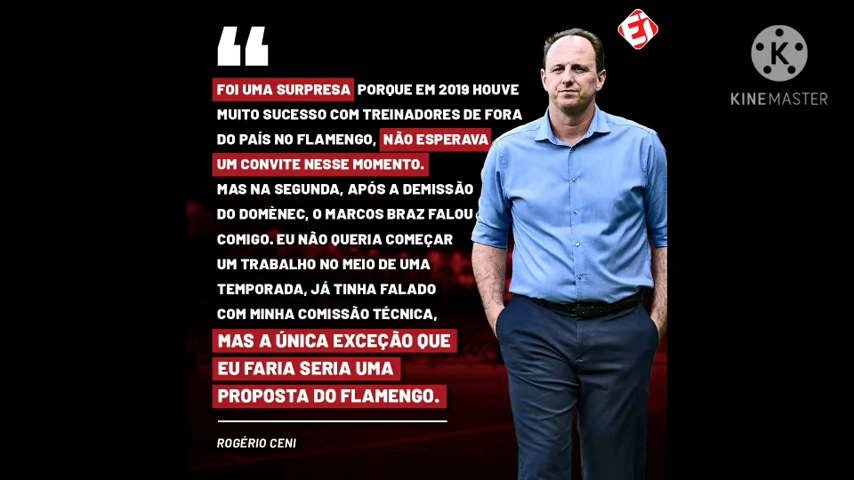 FOI UMA SURPRESA PORQUE EM 2019 HOUVE
MUITO SUCESSO COM TREINADORES DE FORA
DO PAÍS NO FLAMENGO, NÃO ESPERAVA
UM CONVITE NESSE MOMENTO.
MAS NA SEGUNDA, APÓS A DEMISSÃO
DO DOMÈNEC, O MARCOS BRAZ FALOU
COMIGO. EU NÃO QUERIA COMEÇAR
UM TRABALHO NO MEIO DE UMA
TEMPORADA, JÁ TINHA FALADO
COM MINHA COMISSÃO TÉCNICA,
MAS A ÚNICA EXCEÇÃO QUE
EU FARIA SERIA UMA
PROPOSTA DO FLAMENGO.
ROGÉRIO CENI
EI
K
KINEMASTER